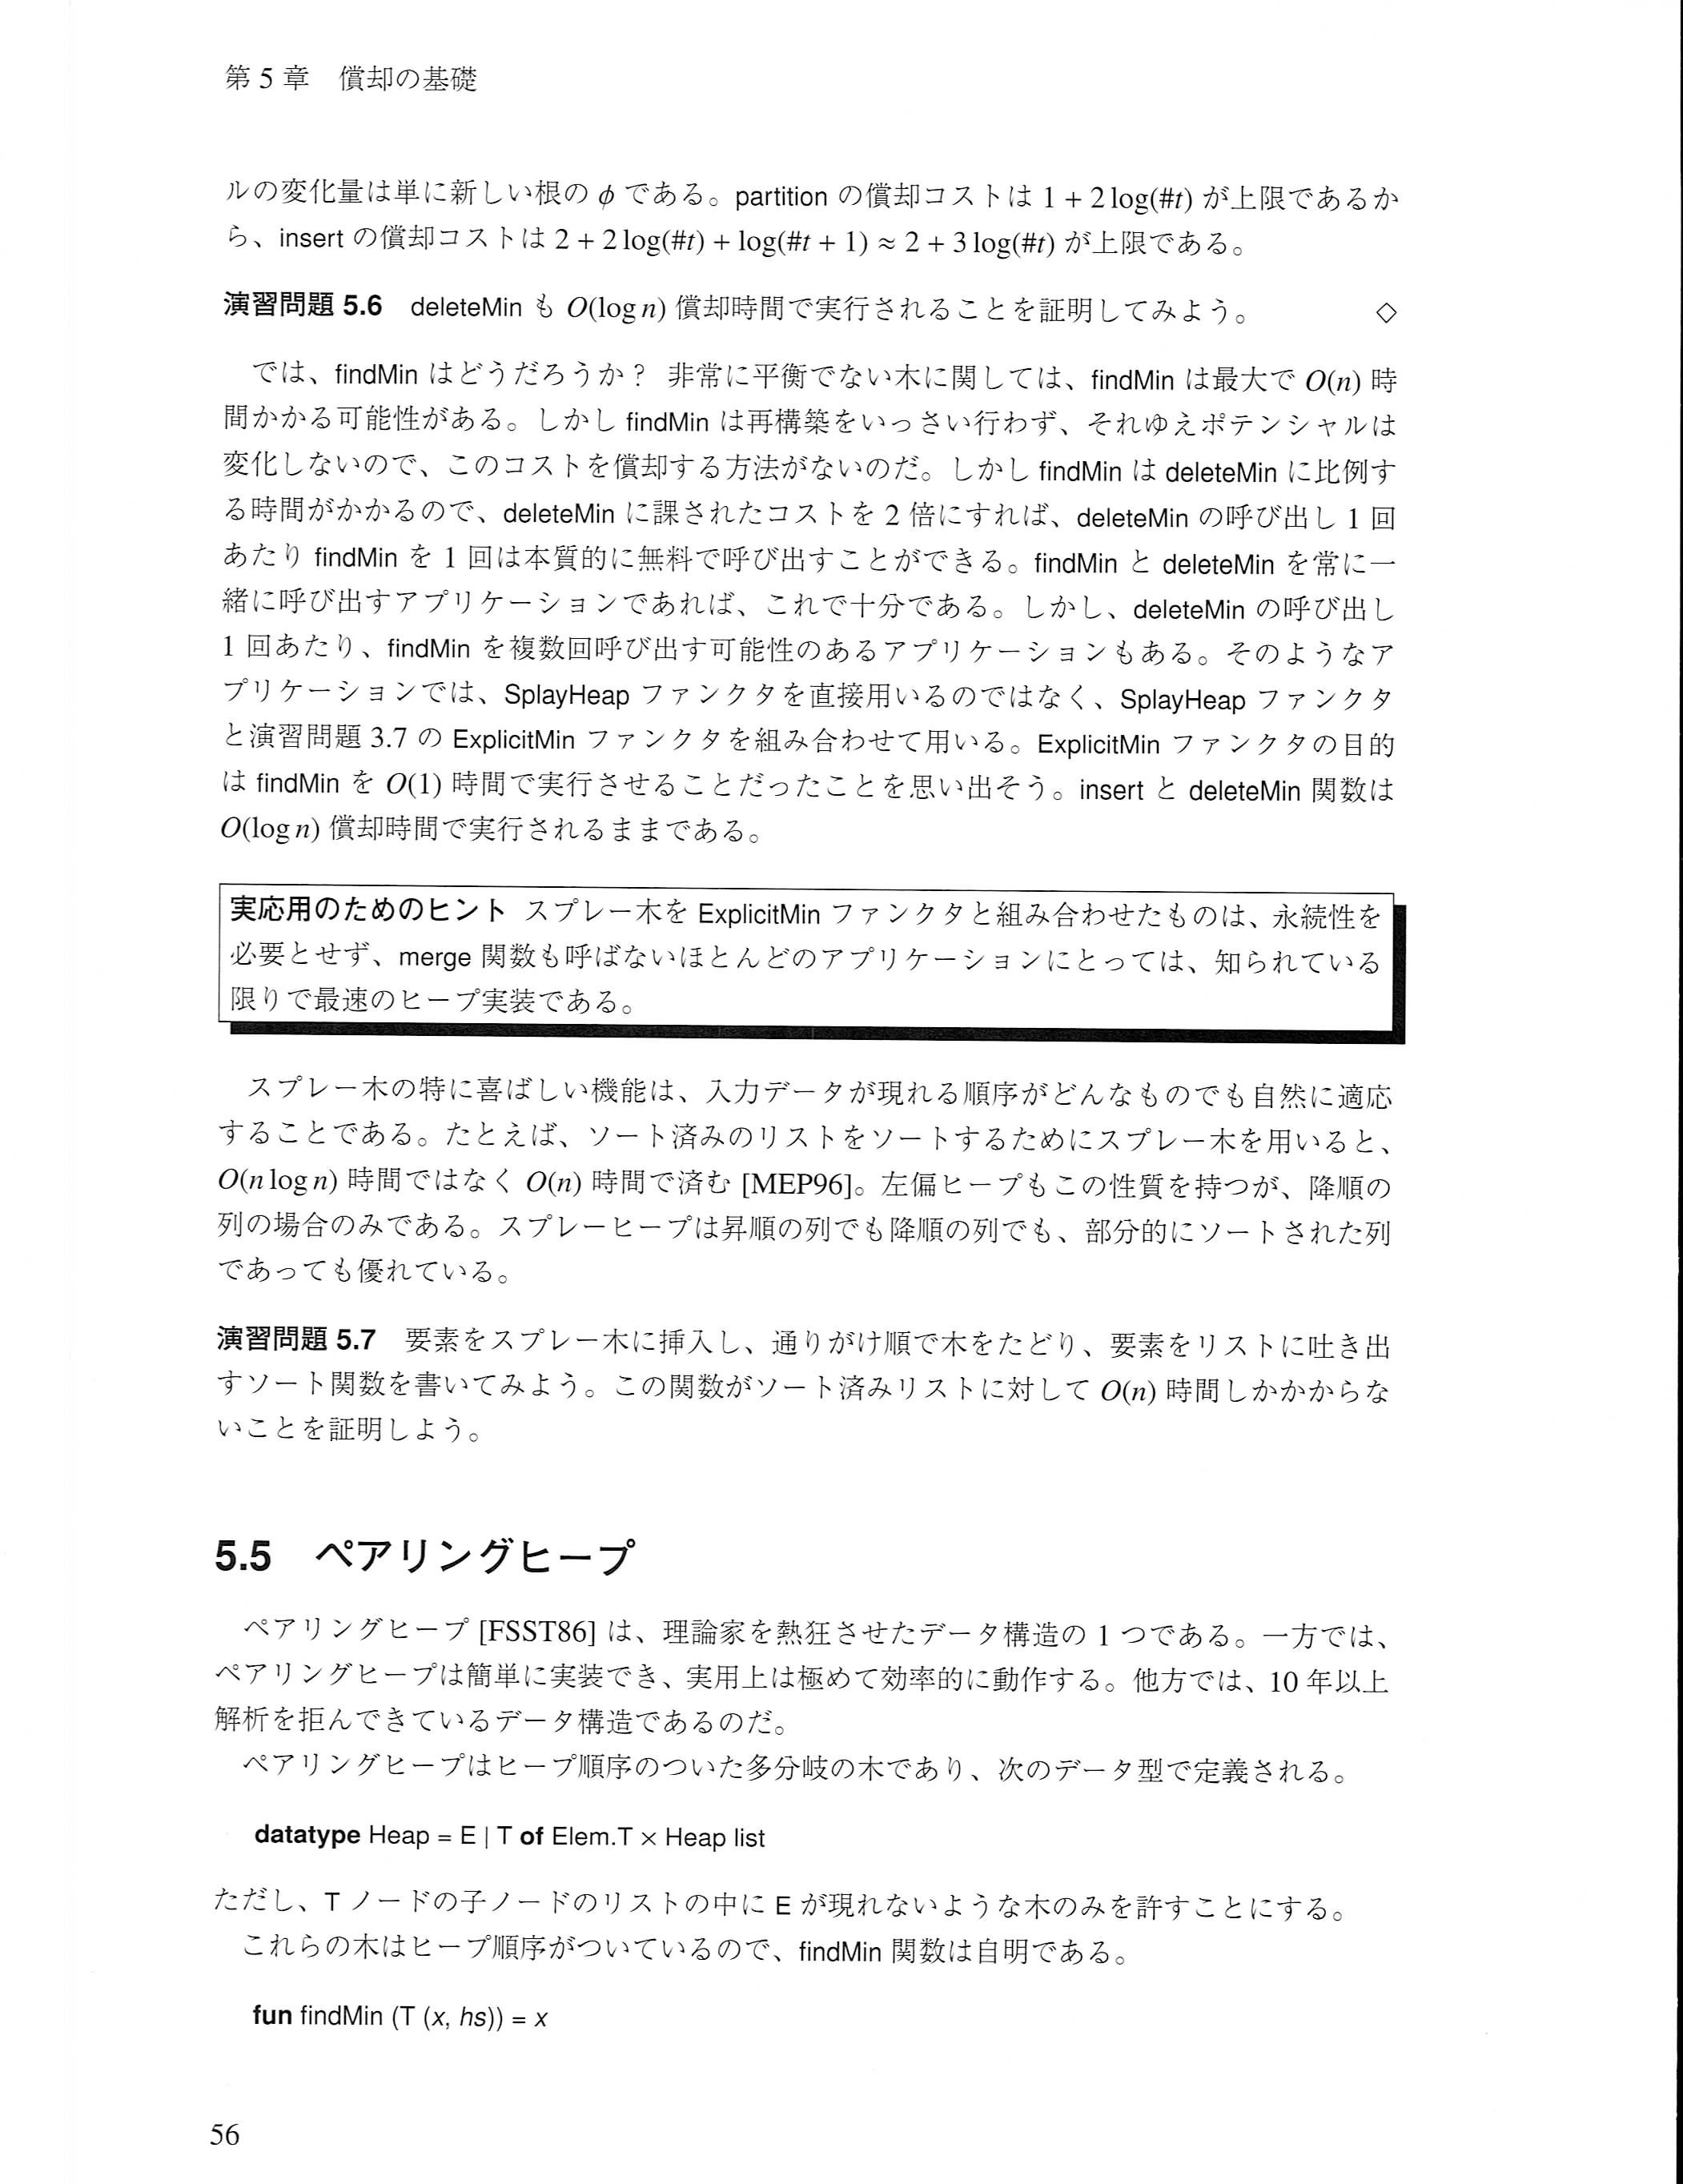 第 5 章　償却の基礎
ルの変化量は単に新しい根の ϕ である。partition の償却コストは 1 + 2 log(#t) が上限であるか
ら、insert の償却コストは 2 + 2 log(#t) + log(#t + 1) ≈ 2 + 3 log(#t) が上限である。
演習問題 5.6　deleteMin も O(log n) 償却時間で実行されることを証明してみよう。 ◇
では、findMin はどうだろうか？ 非常に平衡でない木に関しては、findMin は最大で O(n) 時
間かかる可能性がある。しかし findMin は再構築をいっさい行わず、それゆえポテンシャルは
変化しないので、このコストを償却する方法がないのだ。しかし findMin は deleteMin に比例す
る時間がかかるので、deleteMin に課されたコストを 2 倍にすれば、deleteMin の呼び出し 1 回
あたり findMin を 1 回は本質的に無料で呼び出すことができる。findMin と deleteMin を常に一
緒に呼び出すアプリケーションであれば、これで十分である。しかし、deleteMin の呼び出し
1 回あたり、findMin を複数回呼び出す可能性のあるアプリケーションもある。そのようなア
プリケーションでは、SplayHeap ファンクタを直接用いるのではなく、SplayHeap ファンクタ
と演習問題 3.7 の ExplicitMin ファンクタを組み合わせて用いる。ExplicitMin ファンクタの目的
は findMin を O(1) 時間で実行させることだったことを思い出そう。insert と deleteMin 関数は
O(log n) 償却時間で実行されるままである。
実応用のためのヒント スプレー木を ExplicitMin ファンクタと組み合わせたものは、永続性を
必要とせず、merge 関数も呼ばないほとんどのアプリケーションにとっては、知られている
限りで最速のヒープ実装である。
スプレー木の特に喜ばしい機能は、入力データが現れる順序がどんなものでも自然に適応
することである。たとえば、ソート済みのリストをソートするためにスプレー木を用いると、
O(n log n) 時間ではなく O(n) 時間で済む [MEP96]。左偏ヒープもこの性質を持つが、降順の
列の場合のみである。スプレーヒープは昇順の列でも降順の列でも、部分的にソートされた列
であっても優れている。
演習問題 5.7　要素をスプレー木に挿入し、通りがけ順で木をたどり、要素をリストに吐き出
すソート関数を書いてみよう。この関数がソート済みリストに対して O(n) 時間しかかからな
いことを証明しよう。
5.5　ペアリングヒープ
ペアリングヒープ [FSST86] は、理論家を熱狂させたデータ構造の 1 つである。一方では、
ペアリングヒープは簡単に実装でき、実用上は極めて効率的に動作する。他方では、10 年以上
解析を拒んできているデータ構造であるのだ。
ペアリングヒープはヒープ順序のついた多分岐の木であり、次のデータ型で定義される。
datatype Heap = E | T of Elem.T × Heap list
ただし、T ノードの子ノードのリストの中に E が現れないような木のみを許すことにする。
これらの木はヒープ順序がついているので、findMin 関数は自明である。
fun findMin (T (x, hs)) = x
56